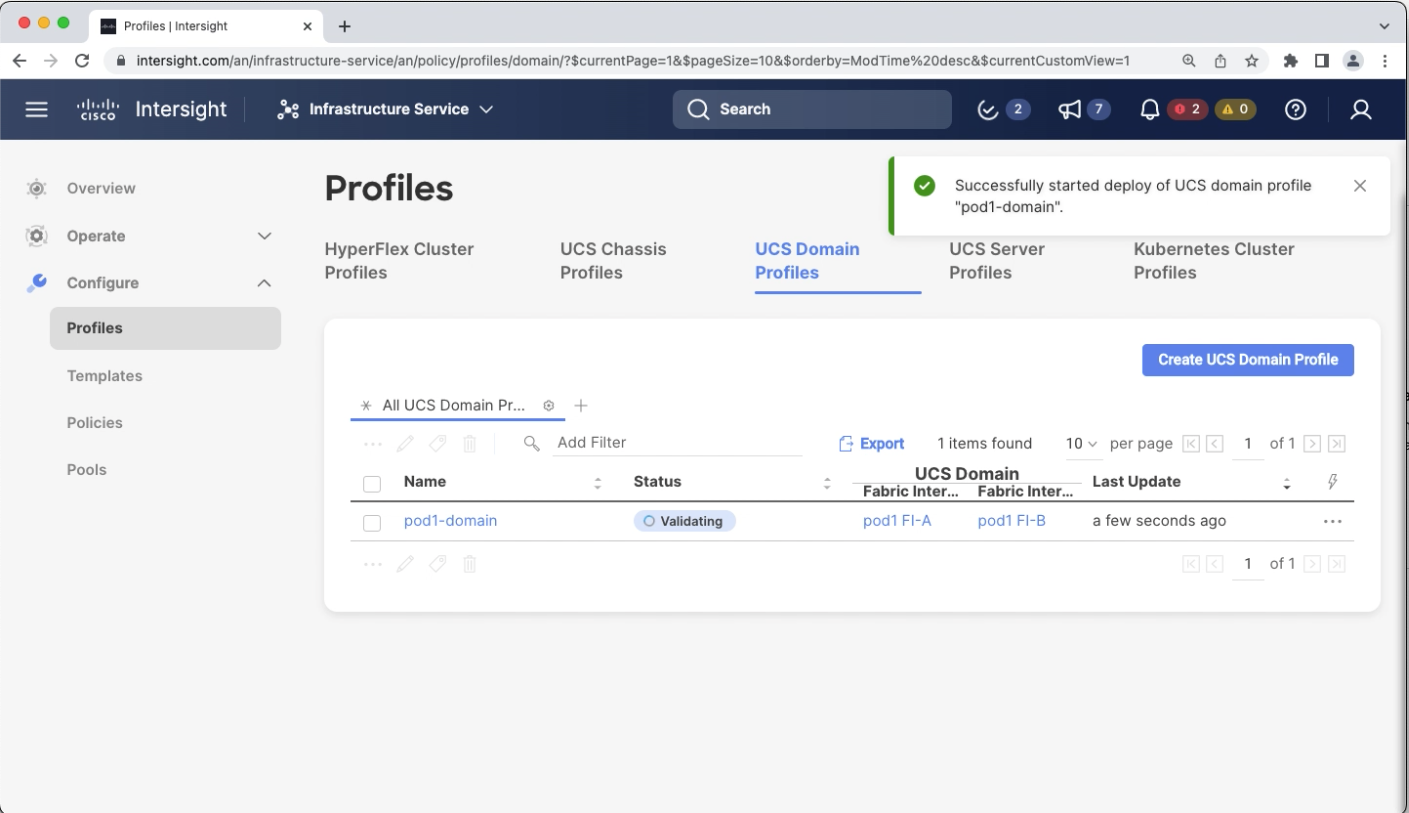 Profiles | Intersight
intersight.com/an/infrastructure-service/an/policy/profiles/domain/?$currentPage=1&$pageSize=10&$orderby=ModTime%20desc&$currentCustomView=1
cisco Intersight Infrastructure Service Search 2 7 2 0
Overview
Operate
Configure
Profiles
Templates
Policies
Pools
Profiles
Successfully started deploy of UCS domain profile
"pod1-domain".
HyperFlex Cluster
Profiles
UCS Chassis
Profiles
UCS Domain
Profiles
UCS Server
Profiles
Kubernetes Cluster
Profiles
Create UCS Domain Profile
All UCS Domain Pr...
Add Filter Export 1 items found 10 per page 1 of 1
UCS Domain
Name Status Fabric Inter... Fabric Inter... Last Update
pod1-domain Validating pod1 FI-A pod1 FI-B a few seconds ago
1 of 1